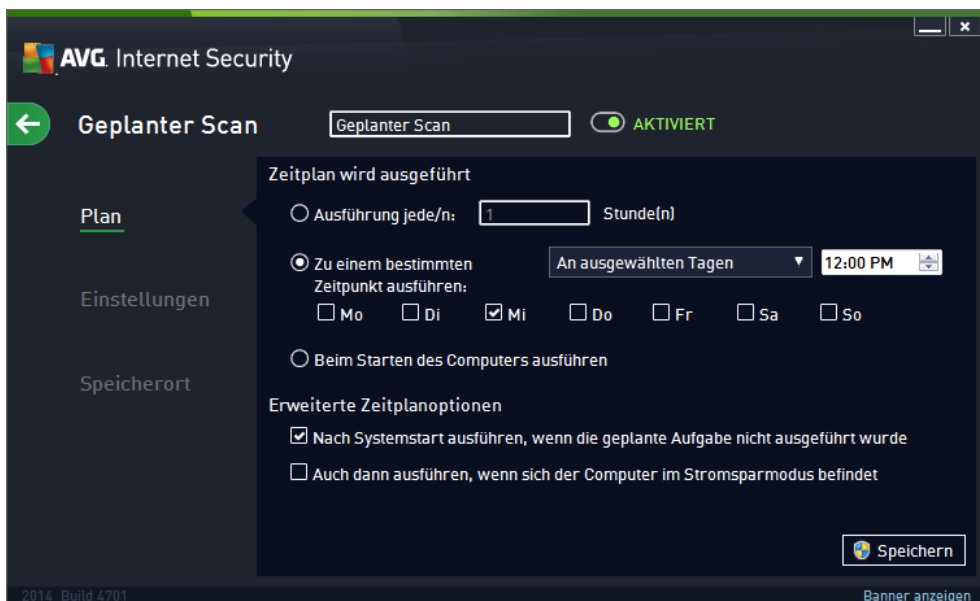 AVG. Internet Security
Geplanter Scan
Geplanter Scan
AKTIVIERT
Plan
Einstellungen
Speicherort
Zeitplan wird ausgeführt
Ausführung jede/n: 1 Stunde(n)
Zu einem bestimmten
Zeitpunkt ausführen:
An ausgewählten Tagen
12:00 PM
Mo Di Mi Do Fr Sa So
Beim Starten des Computers ausführen
Erweiterte Zeitplanoptionen
Nach Systemstart ausführen, wenn die geplante Aufgabe nicht ausgeführt wurde
Auch dann ausführen, wenn sich der Computer im Stromsparmodus befindet
Speichern
2014 Build 4701
Banner anzeigen